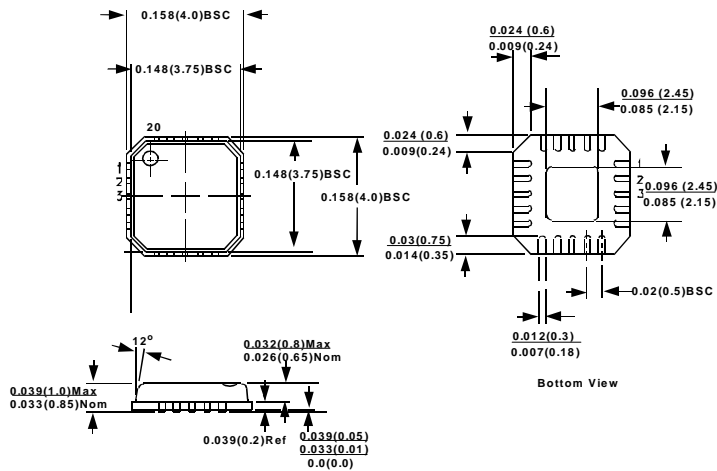 0.158(4.0)BSC
0.148(3.75)BSC
20
1
2
3
0.148(3.75)BSC
0.158(4.0)BSC
0.024 (0.6)
0.009(0.24)
0.096 (2.45)
0.085 (2.15)
0.024 (0.6)
0.009(0.24)
1
2
3
0.096 (2.45)
0.085 (2.15)
0.03(0.75)
0.014(0.35)
0.02(0.5)BSC
0.012(0.3)
0.007(0.18)
Bottom View
12°
0.032(0.8)Max
0.026(0.65)Nom
0.039(1.0)Max
0.033(0.85)Nom
0.039(0.2)Ref
0.039(0.05)
0.033(0.01)
0.0(0.0)